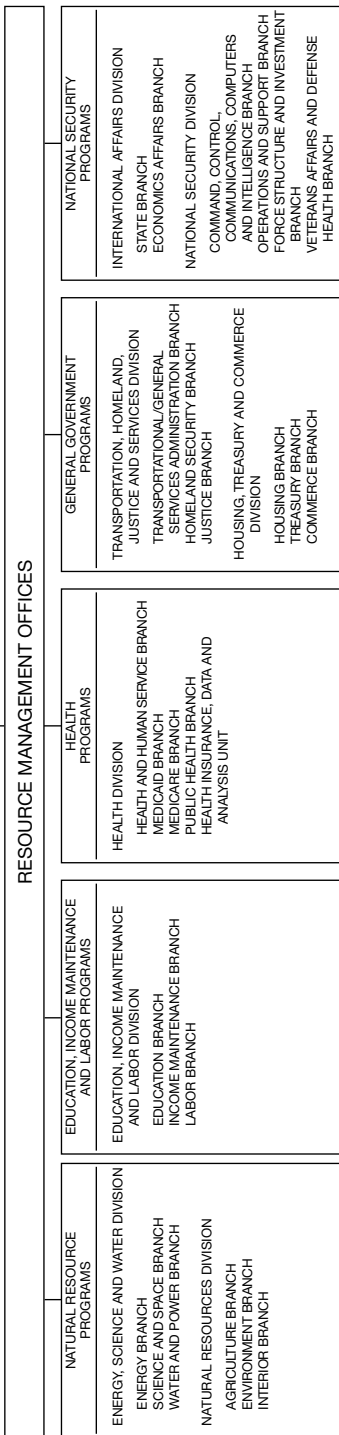 RESOURCE MANAGEMENT OFFICES
NATURAL RESOURCE
PROGRAMS
ENERGY, SCIENCE AND WATER DIVISION
ENERGY BRANCH
SCIENCE AND SPACE BRANCH
WATER AND POWER BRANCH
NATURAL RESOURCES DIVISION
AGRICULTURE BRANCH
ENVIRONMENT BRANCH
INTERIOR BRANCH
EDUCATION, INCOME MAINTENANCE
AND LABOR PROGRAMS
EDUCATION, INCOME MAINTENANCE
AND LABOR DIVISION
EDUCATION BRANCH
INCOME MAINTENANCE BRANCH
LABOR BRANCH
HEALTH
PROGRAMS
HEALTH DIVISION
HEALTH AND HUMAN SERVICE BRANCH
MEDICAID BRANCH
MEDICARE BRANCH
PUBLIC HEALTH BRANCH
HEALTH INSURANCE, DATA AND
ANALYSIS UNIT
GENERAL GOVERNMENT
PROGRAMS
TRANSPORTATION, HOMELAND,
JUSTICE AND SERVICES DIVISION
TRANSPORTATIONAL/GENERAL
SERVICES ADMINISTRATION BRANCH
HOMELAND SECURITY BRANCH
JUSTICE BRANCH
HOUSING, TREASURY AND COMMERCE
DIVISION
HOUSING BRANCH
TREASURY BRANCH
COMMERCE BRANCH
NATIONAL SECURITY
PROGRAMS
INTERNATIONAL AFFAIRS DIVISION
STATE BRANCH
ECONOMICS AFFAIRS BRANCH
NATIONAL SECURITY DIVISION
COMMAND, CONTROL,
COMMUNICATIONS, COMPUTERS
AND INTELLIGENCE BRANCH
OPERATIONS AND SUPPORT BRANCH
FORCE STRUCTURE AND INVESTMENT
BRANCH
VETERANS AFFAIRS AND DEFENSE
HEALTH BRANCH